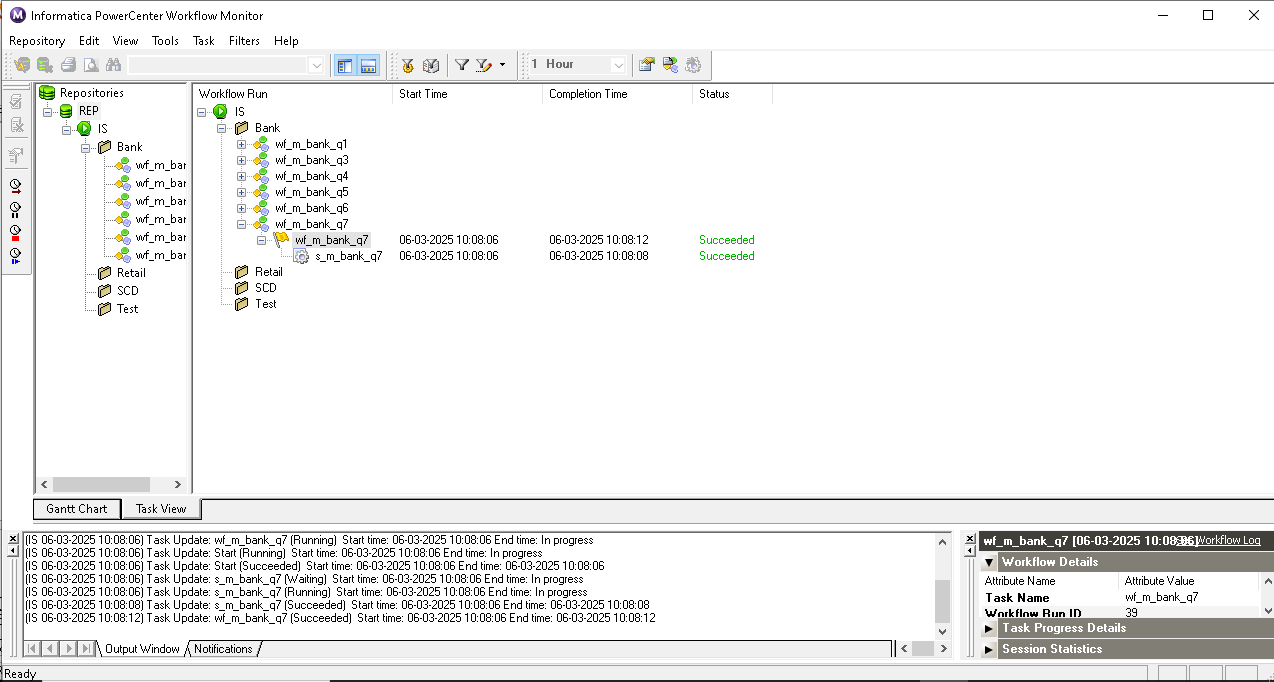 Informatica PowerCenter Workflow Monitor
Repository Edit View Tools Task Filters Help
1 Hour
Repositories
REP
IS
Bank
wf_m_bar
wf_m_bar
wf_m_bar
wf_m_bar
wf_m_bar
wf_m_bar
Retail
SCD
Test
Workflow Run Start Time Completion Time Status
IS
Bank
wf_m_bank_q1
wf_m_bank_q3
wf_m_bank_q4
wf_m_bank_q5
wf_m_bank_q6
wf_m_bank_q7
wf_m_bank_q7 06-03-2025 10:08:06 06-03-2025 10:08:12 Succeeded
s_m_bank_q7 06-03-2025 10:08:06 06-03-2025 10:08:08 Succeeded
Retail
SCD
Test
Gantt Chart Task View
(IS 06-03-2025 10:08:06) Task Update: wf_m_bank_q7 (Running) Start time: 06-03-2025 10:08:06 End time: In progress
(IS 06-03-2025 10:08:06) Task Update: Start (Running) Start time: 06-03-2025 10:08:06 End time: In progress
(IS 06-03-2025 10:08:06) Task Update: Start (Succeeded) Start time: 06-03-2025 10:08:06 End time: 06-03-2025 10:08:06
(IS 06-03-2025 10:08:06) Task Update: s_m_bank_q7 (Waiting) Start time: 06-03-2025 10:08:06 End time: In progress
(IS 06-03-2025 10:08:06) Task Update: s_m_bank_q7 (Running) Start time: 06-03-2025 10:08:06 End time: In progress
(IS 06-03-2025 10:08:08) Task Update: s_m_bank_q7 (Succeeded) Start time: 06-03-2025 10:08:06 End time: 06-03-2025 10:08:08
(IS 06-03-2025 10:08:12) Task Update: wf_m_bank_q7 (Succeeded) Start time: 06-03-2025 10:08:06 End time: 06-03-2025 10:08:12
Output Window Notifications
wf_m_bank_q7 [06-03-2025 10:08:06] Workflow Log
Workflow Details
Attribute Name Attribute Value
Task Name wf_m_bank_q7
Workflow Run ID 39
Task Progress Details
Session Statistics
Ready